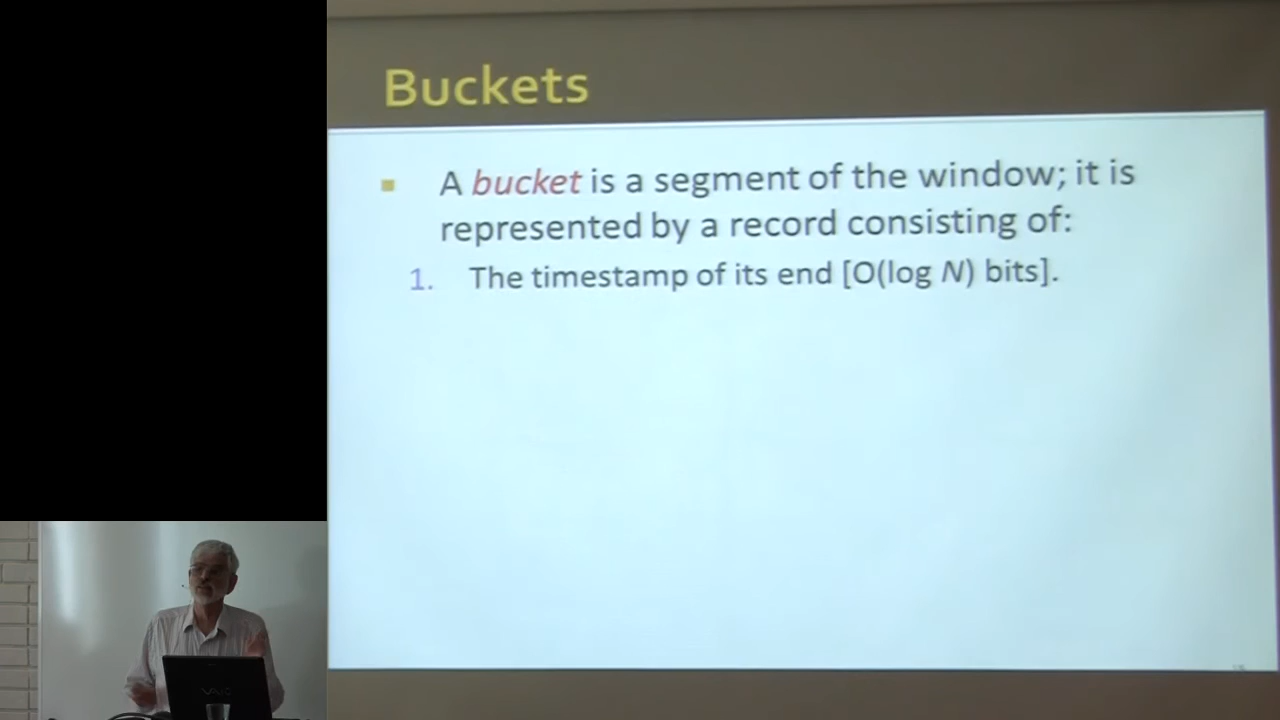 Buckets
A bucket is a segment of the window; it is
represented by a record consisting of:
1. The timestamp of its end [O(log N) bits].